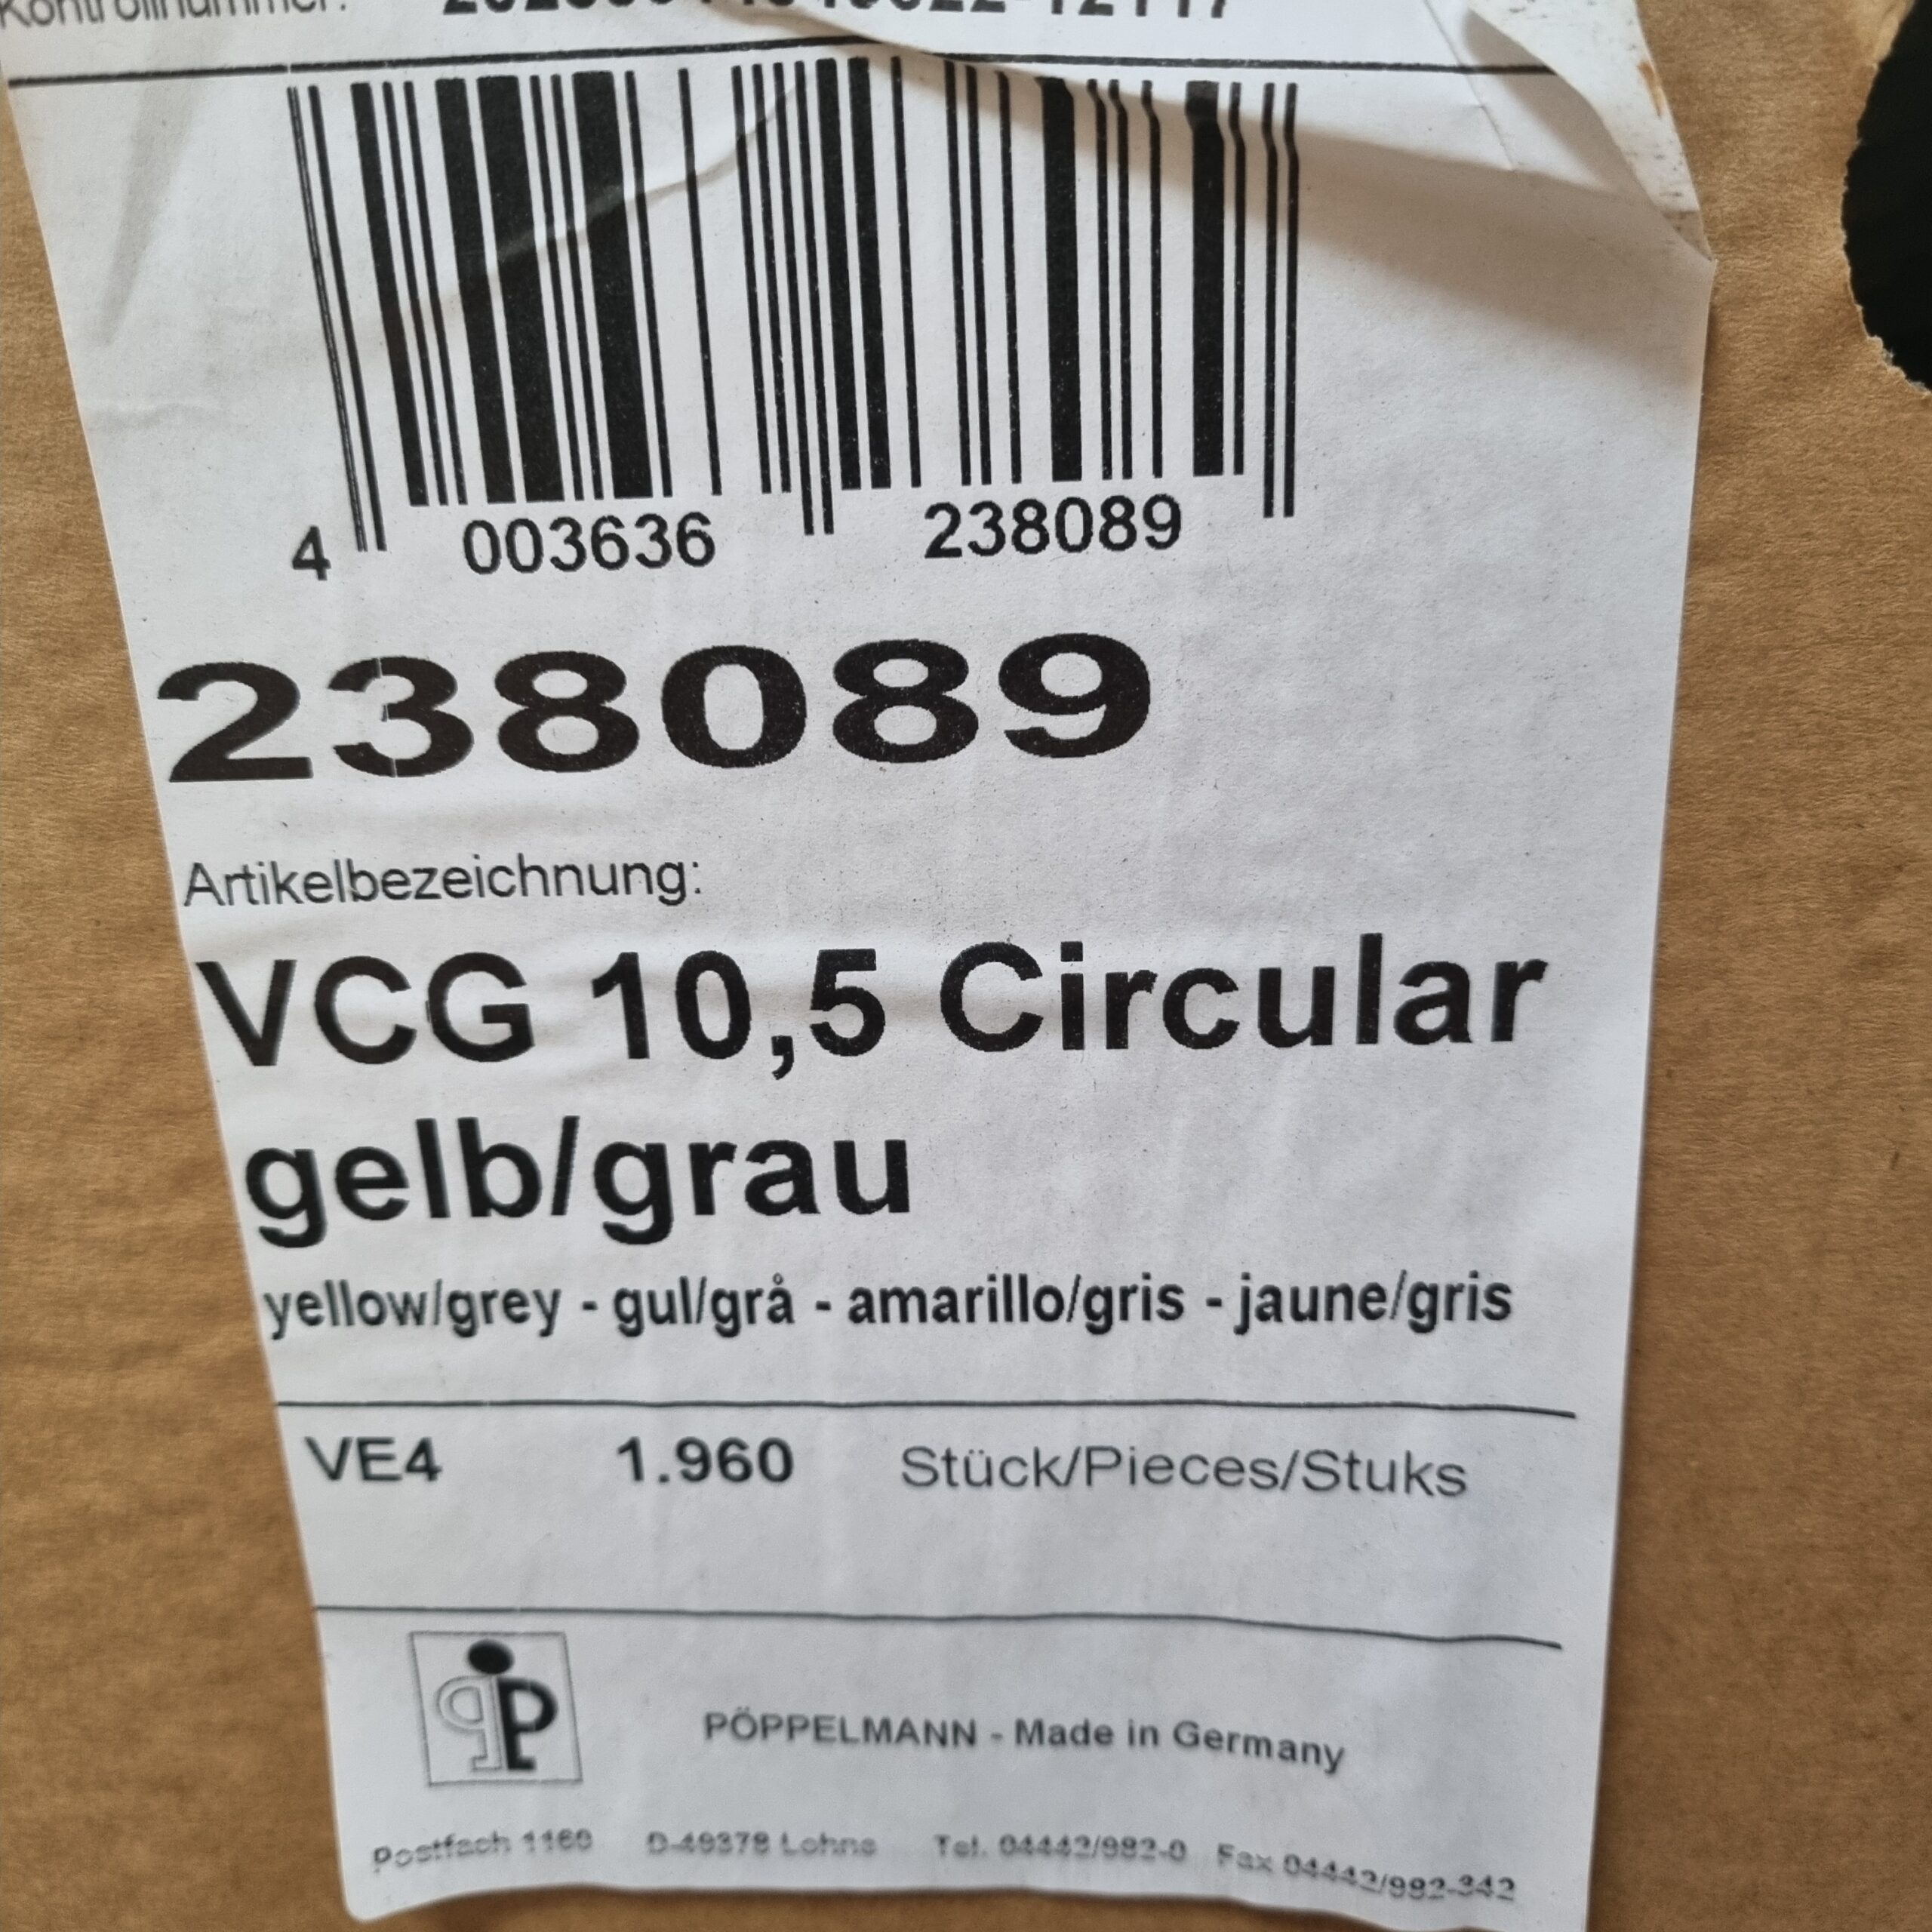 Kontrollnummer:
4 003636 238089
238089
Artikelbezeichnung:
VCG 10,5 Circular
gelb/grau
yellow/grey - gul/grå - amarillo/gris - jaune/gris
VE4 1.960 Stück/Pieces/Stuks
PÖPPELMANN - Made in Germany
Postfach 1160 D-49378 Lohne Tel. 04442/982-0 Fax 04442/982-342